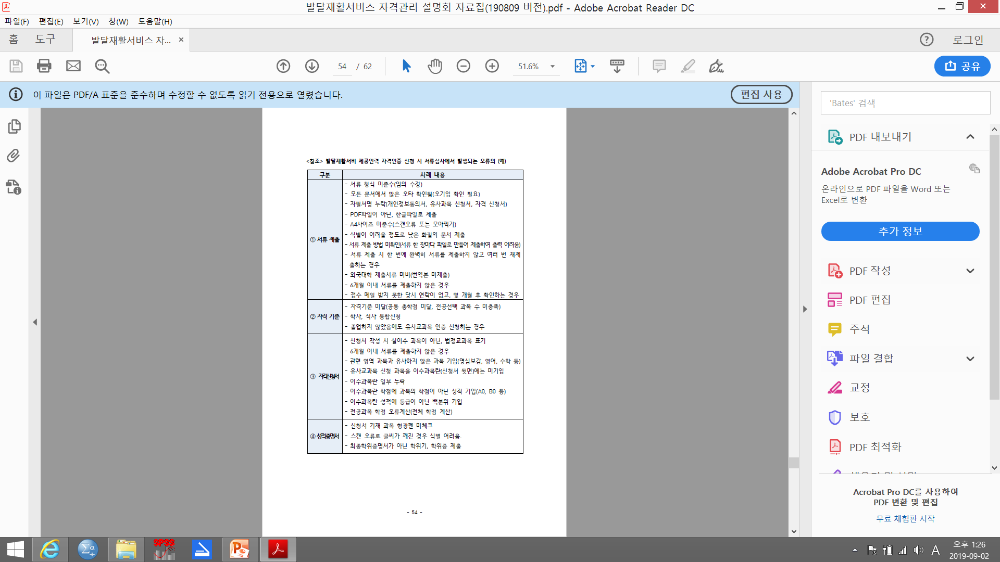 발달재활서비스 자격관리 설명회 자료집(190809 버전).pdf - Adobe Acrobat Reader DC
파일(F) 편집(E) 보기(V) 창(W) 도움말(H)
홈 도구 발달재활서비스 자... ×
로그인
54 / 62 51.6%
공유
이 파일은 PDF/A 표준을 준수하며 수정할 수 없도록 읽기 전용으로 열렸습니다.
편집 사용
<참조> 발달재활서비 제공인력 자격인증 신청 시 서류심사에서 발생되는 오류의 (예)
구분 사례 내용
① 서류 제출
- 서류 형식 미준수(임의 수정)
- 모든 문서에서 많은 오타 확인됨(오기입 확인 필요)
- 자필서명 누락(개인정보동의서, 유사과목 신청서, 자격 신청서)
- PDF파일이 아닌, 한글파일로 제출
- A4사이즈 미준수(스캔오류 또는 모아찍기)
- 식별이 어려울 정도로 낮은 화질의 문서 제출
- 서류 제출 방법 미확인(서류 한 장마다 파일로 만들어 제출하여 출력 어려움)
- 서류 제출 시 한 번에 완벽히 서류를 제출하지 않고 여러 번 재제
출하는 경우
- 외국대학 제출서류 미비(번역본 미제출)
- 6개월 이내 서류를 제출하지 않은 경우
- 접수 메일 받지 못한 당시 연락이 없고, 몇 개월 후 확인하는 경우
② 자격 기준
- 자격기준 미달(공통 총학점 미달, 전공선택 과목 수 미충족)
- 학사, 석사 통합신청
- 졸업하지 않았음에도 유사교과목 인증 신청하는 경우
③ 자격신청서
- 신청서 작성 시 실이수 과목이 아닌, 법정교과목 표기
- 6개월 이내 서류를 제출하지 않은 경우
- 관련 영역 과목과 유사하지 않은 과목 기입(명심보감, 영어, 수학 등)
- 유사교과목 신청 과목을 이수과목란(신청서 뒷면)에는 미기입
- 이수과목란 일부 누락
- 이수과목란 학점에 과목의 학점이 아닌 성적 기입(A0, B0 등)
- 이수과목란 성적에 등급이 아닌 백분위 기입
- 전공과목 학점 오류계산(전체 학점 계산)
④ 성적증명서
- 신청서 기재 과목 형광펜 미체크
- 스캔 오류로 글씨가 깨진 경우 식별 어려움.
- 최종학위증명서가 아닌 학위기, 학위증 제출
- 54 -
'Bates' 검색
PDF 내보내기
Adobe Acrobat Pro DC
온라인으로 PDF 파일을 Word 또는
Excel로 변환
추가 정보
PDF 작성
PDF 편집
주석
파일 결합
교정
보호
PDF 최적화
Acrobat Pro DC를 사용하여
PDF 변환 및 편집
무료 체험판 시작
SPSS
A
오후 1:26
2019-09-02